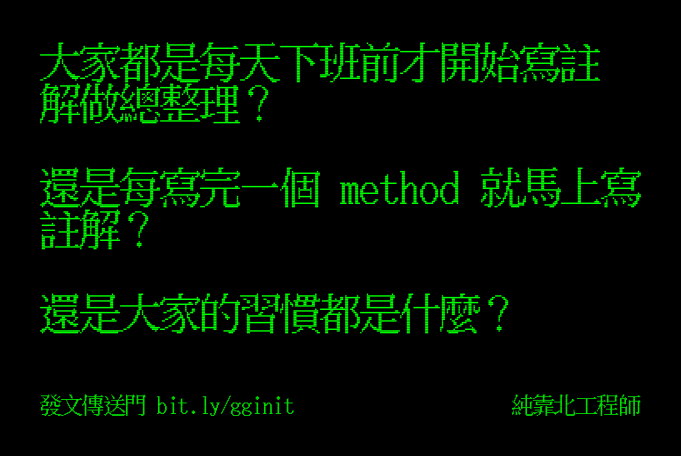 大家都是每天下班前才開始寫註
解做總整理？
還是每寫完一個 method 就馬上寫
註解？
還是大家的習慣都是什麼？
發文傳送門 bit.ly/gginit
純靠北工程師